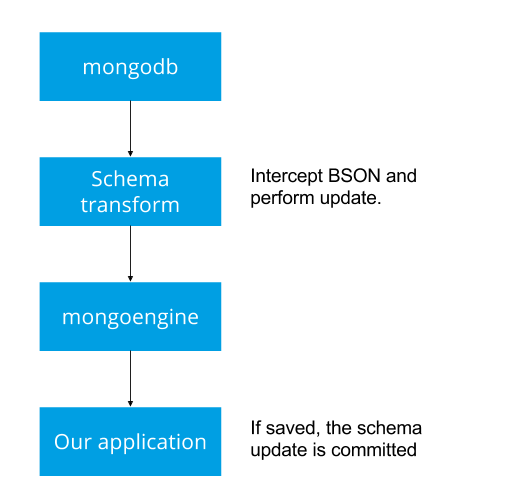 mongodb
Schema
transform
Intercept BSON and
perform update.
mongoengine
Our application
If saved, the schema
update is committed